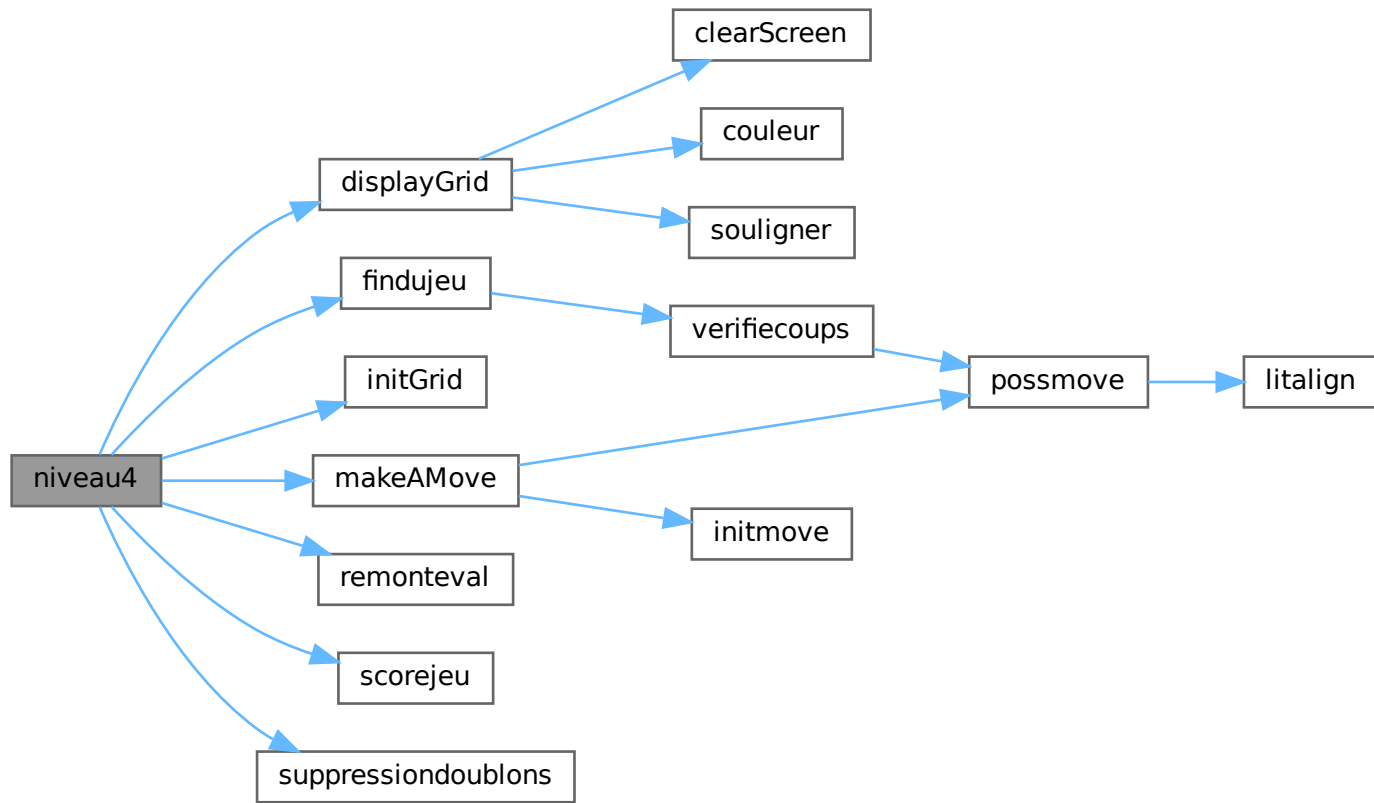 clearScreen
couleur
displayGrid
souligner
findujeu
verifiecoups
possmove
litalign
initGrid
niveau4
makeAMove
initmove
remonteval
scorejeu
suppressiondoublons